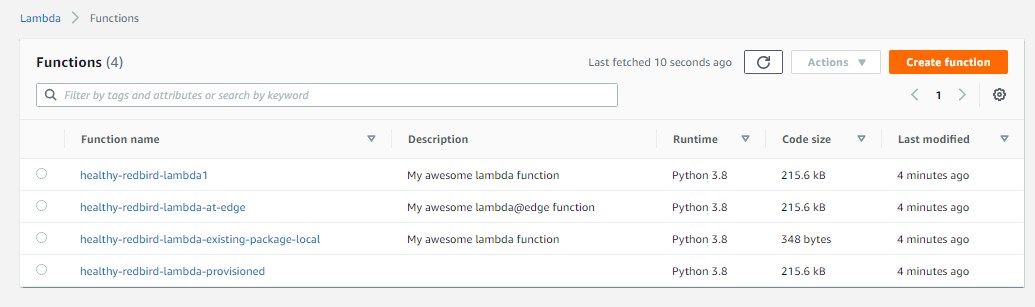 Lambda > Functions
Functions (4) Last fetched 10 seconds ago Actions Create function
Filter by tags and attributes or search by keyword 1
Function name Description Runtime Code size Last modified
healthy-redbird-lambda1 My awesome lambda function Python 3.8 215.6 kB 4 minutes ago
healthy-redbird-lambda-at-edge My awesome lambda@edge function Python 3.8 215.6 kB 4 minutes ago
healthy-redbird-lambda-existing-package-local My awesome lambda function Python 3.8 348 bytes 4 minutes ago
healthy-redbird-lambda-provisioned Python 3.8 215.6 kB 4 minutes ago